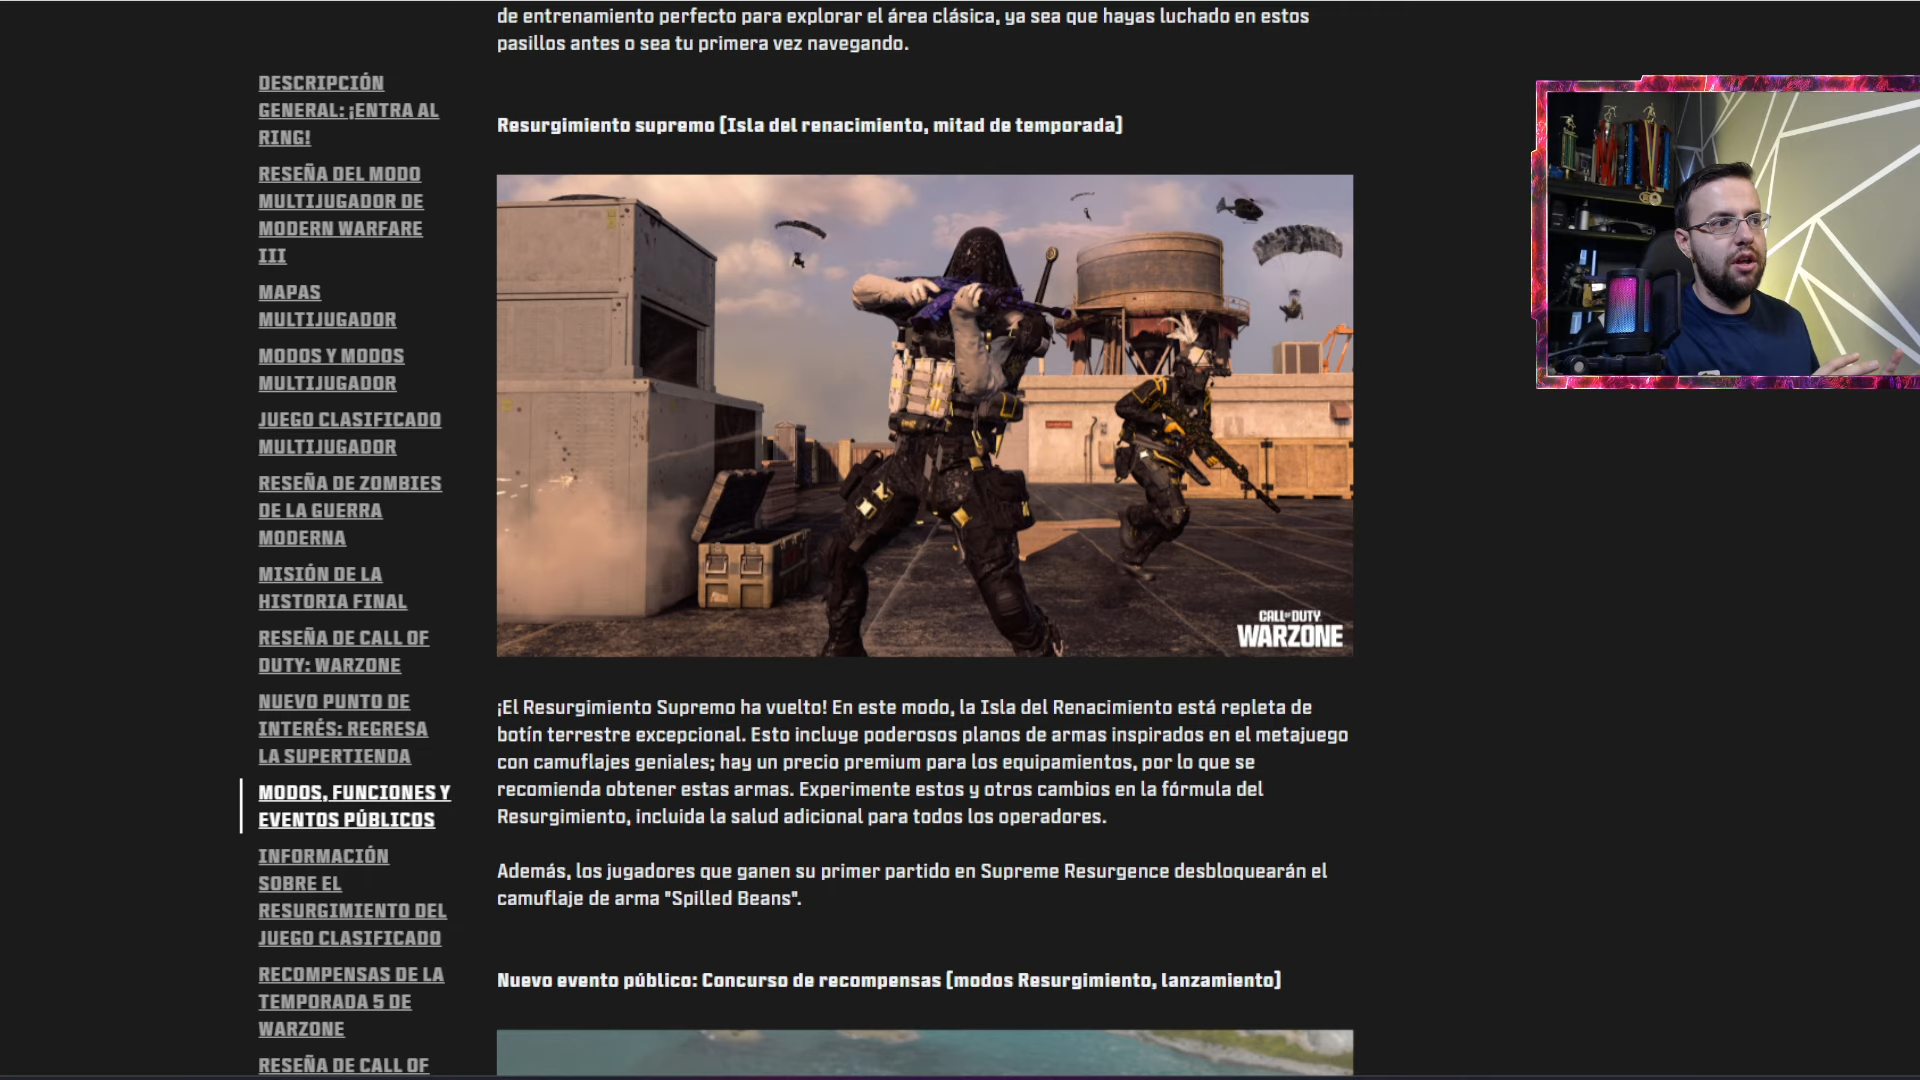 de entrenamiento perfecto para explorar el área clásica, ya sea que hayas luchado en estos
pasillos antes o sea tu primera vez navegando.
DESCRIPCIÓN
GENERAL: ¡ENTRA AL
RING!
RESEÑA DEL MODO
MULTIJUGADOR DE
MODERN WARFARE
III
MAPAS
MULTIJUGADOR
MODOS Y MODOS
MULTIJUGADOR
JUEGO CLASIFICADO
MULTIJUGADOR
RESEÑA DE ZOMBIES
DE LA GUERRA
MODERNA
MISIÓN DE LA
HISTORIA FINAL
RESEÑA DE CALL OF
DUTY: WARZONE
NUEVO PUNTO DE
INTERÉS: REGRESA
LA SUPERTIENDA
MODOS, FUNCIONES Y
EVENTOS PÚBLICOS
INFORMACIÓN
SOBRE EL
RESURGIMIENTO DEL
JUEGO CLASIFICADO
RECOMPENSAS DE LA
TEMPORADA 5 DE
WARZONE
RESEÑA DE CALL OF
Resurgimiento supremo [Isla del renacimiento, mitad de temporada]
CALL OF DUTY
WARZONE
¡El Resurgimiento Supremo ha vuelto! En este modo, la Isla del Renacimiento está repleta de
botín terrestre excepcional. Esto incluye poderosos planos de armas inspirados en el metajuego
con camuflajes geniales; hay un precio premium para los equipamientos, por lo que se
recomienda obtener estas armas. Experimente estos y otros cambios en la fórmula del
Resurgimiento, incluida la salud adicional para todos los operadores.
Además, los jugadores que ganen su primer partido en Supreme Resurgence desbloquearán el
camuflaje de arma "Spilled Beans".
Nuevo evento público: Concurso de recompensas [modos Resurgimiento, lanzamiento]